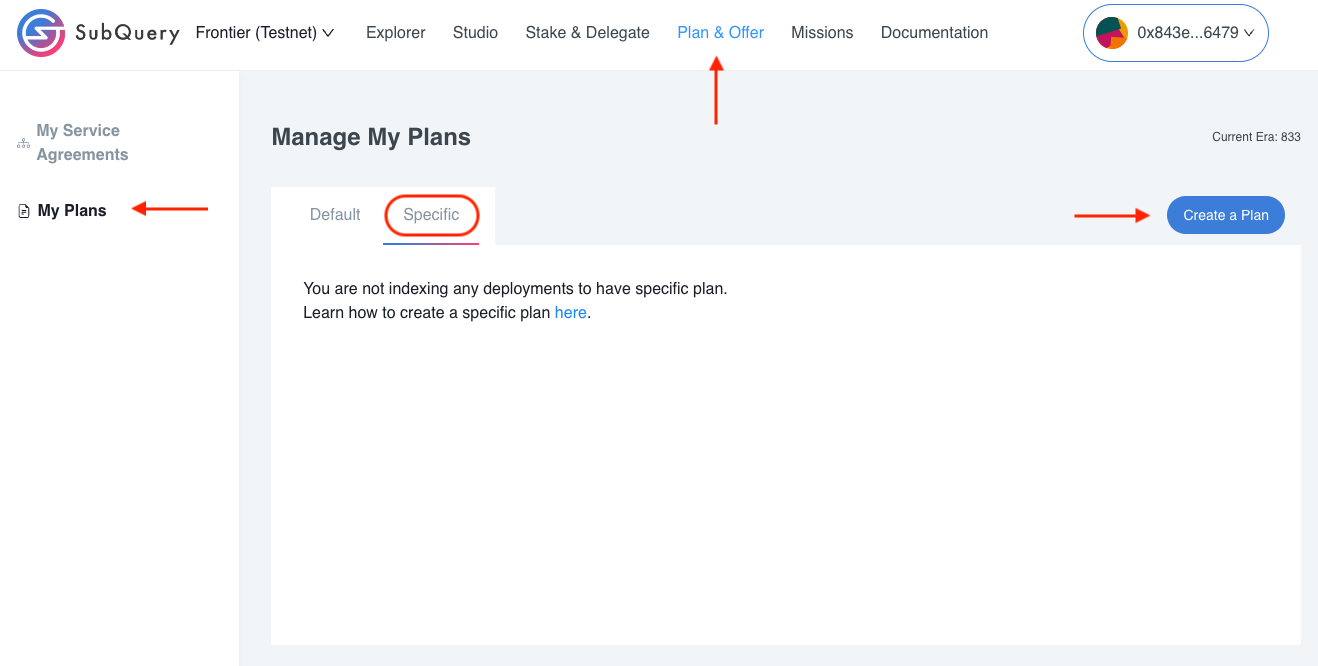 SubQuery Frontier (Testnet) Explorer Studio Stake & Delegate Plan & Offer Missions Documentation 0x843e...6479
My Service
Agreements
My Plans
Manage My Plans
Current Era: 833
Default Specific
Create a Plan
You are not indexing any deployments to have specific plan.
Learn how to create a specific plan here.